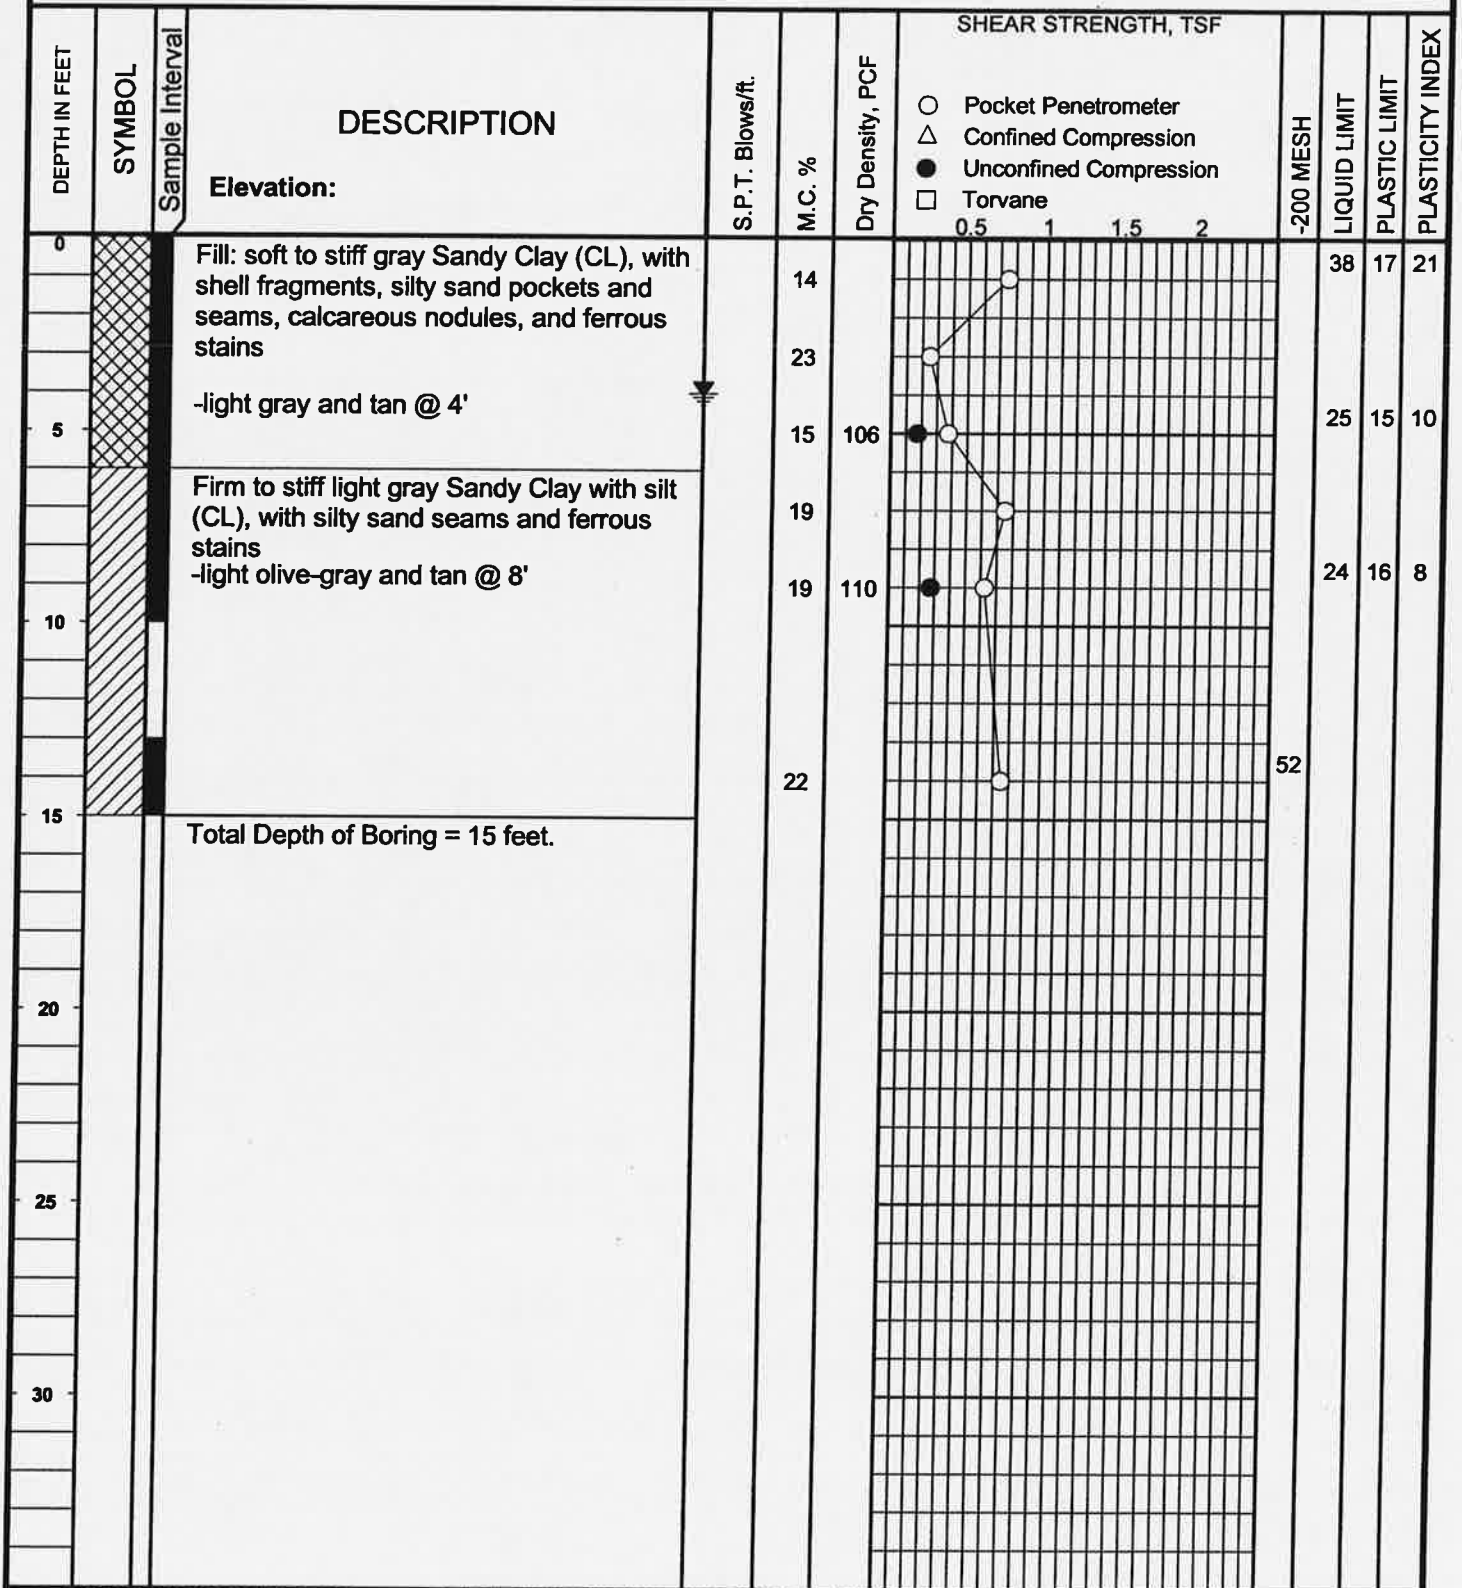 SHEAR STRENGTH, TSF
DEPTH IN FEET
SYMBOL
Sample Interval
DESCRIPTION
Elevation:
S.P.T. Blows/ft.
M.C. %
Dry Density, PCF
Pocket Penetrometer
Confined Compression
Unconfined Compression
Torvane
0.5 1 1.5 2
-200 MESH
LIQUID LIMIT
PLASTIC LIMIT
PLASTICITY INDEX
0
Fill: soft to stiff gray Sandy Clay (CL), with
shell fragments, silty sand pockets and
seams, calcareous nodules, and ferrous
stains
14
38 17 21
23
-light gray and tan @ 4'
5
15 106
25 15 10
Firm to stiff light gray Sandy Clay with silt
(CL), with silty sand seams and ferrous
stains
19
-light olive-gray and tan @ 8'
19 110
24 16 8
10
22
52
15
Total Depth of Boring = 15 feet.
20
25
30